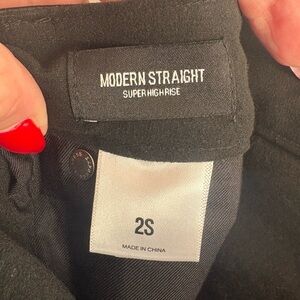 MODERN STRAIGHT
SUPER HIGH RISE
2S
MADE IN CHINA